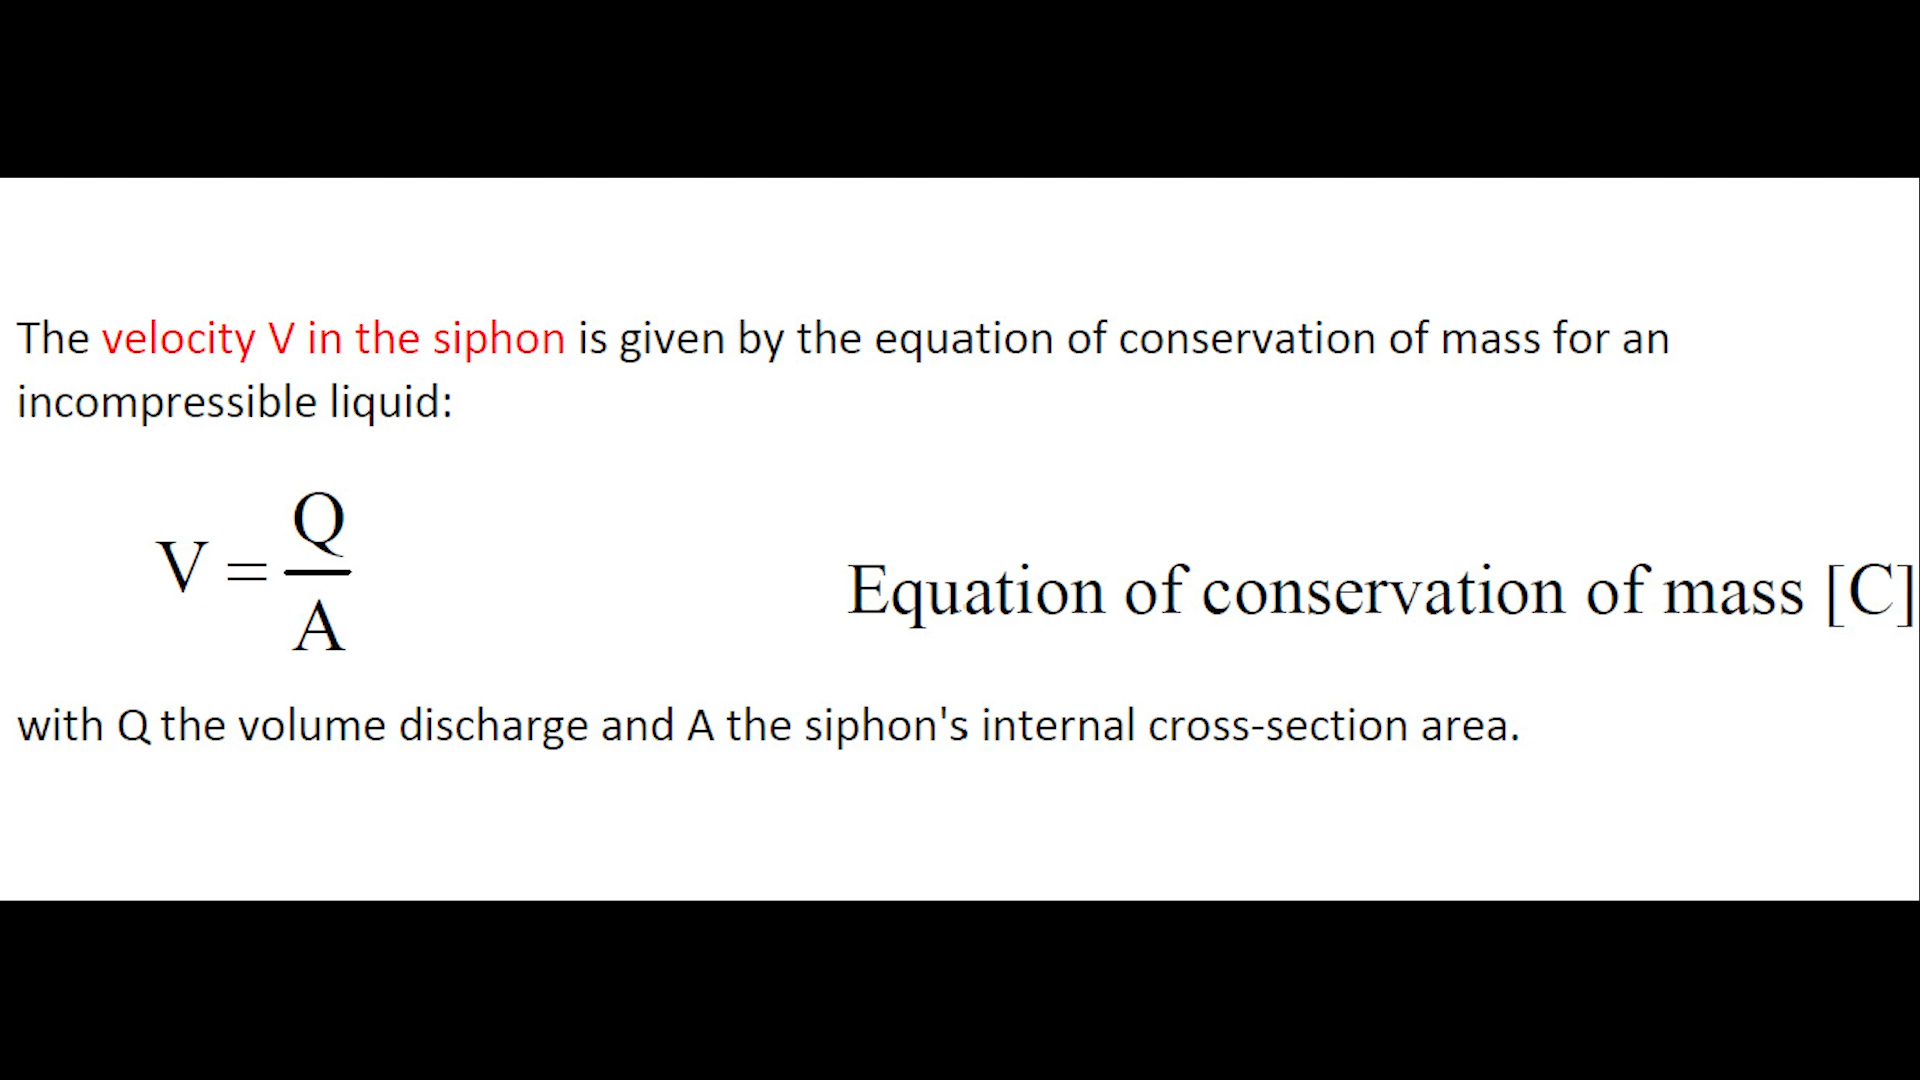 The velocity V in the siphon is given by the equation of conservation of mass for an
incompressible liquid:
V = Q/A
Equation of conservation of mass [C]
with Q the volume discharge and A the siphon's internal cross-section area.